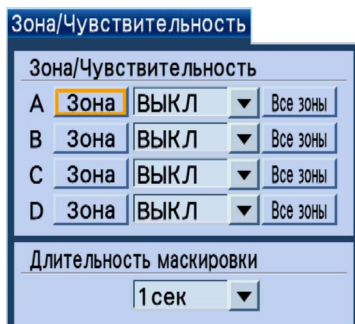 Зона/Чувствительность
Зона/Чувствительность
A Зона ВЫКЛ Все зоны
B Зона ВЫКЛ Все зоны
C Зона ВЫКЛ Все зоны
D Зона ВЫКЛ Все зоны
Длительность маскировки
1сек